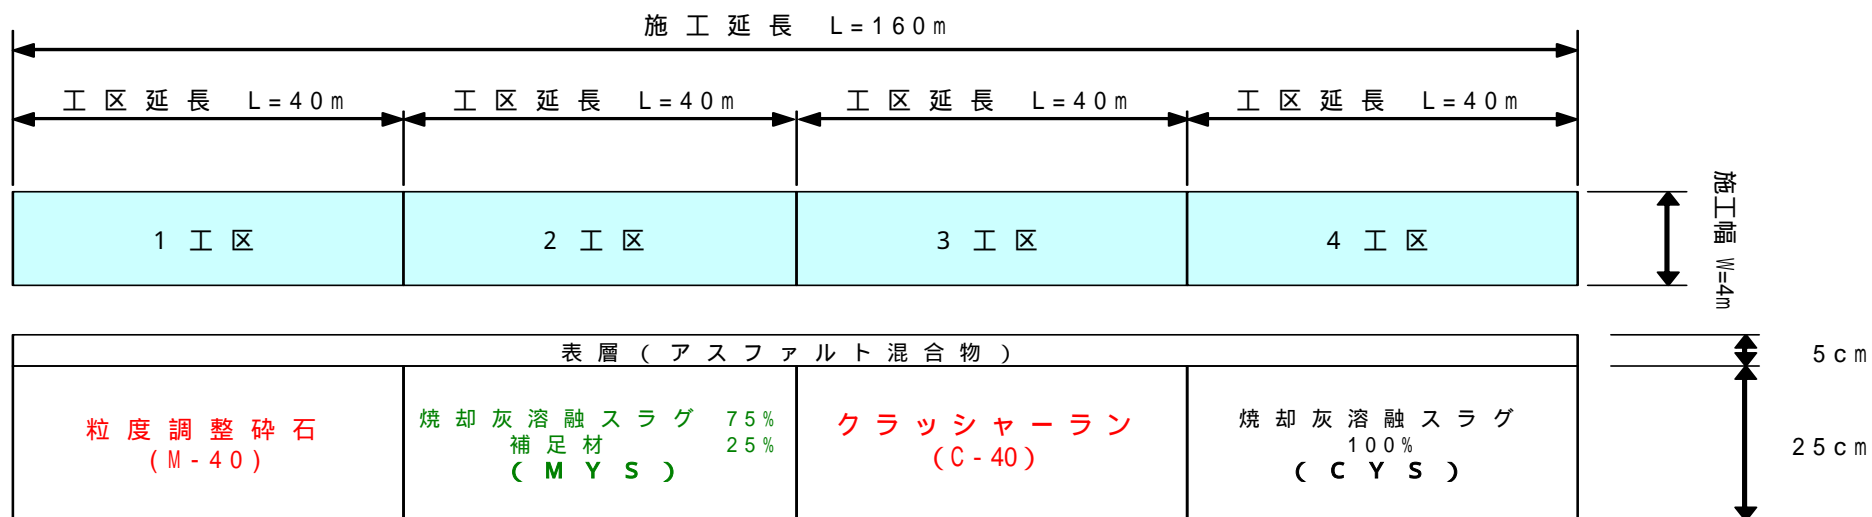 施工延長 L=160m
工区延長 L=40m
工区延長 L=40m
工区延長 L=40m
工区延長 L=40m
1工区
2工区
3工区
4工区
施工幅 W=4m
表層(アスファルト混合物)
5cm
粒度調整砕石
(M-40)
焼却灰溶融スラグ 75%
補足材 25%
(MYS)
クラッシャーラン
(C-40)
焼却灰溶融スラグ
100%
(CYS)
25cm